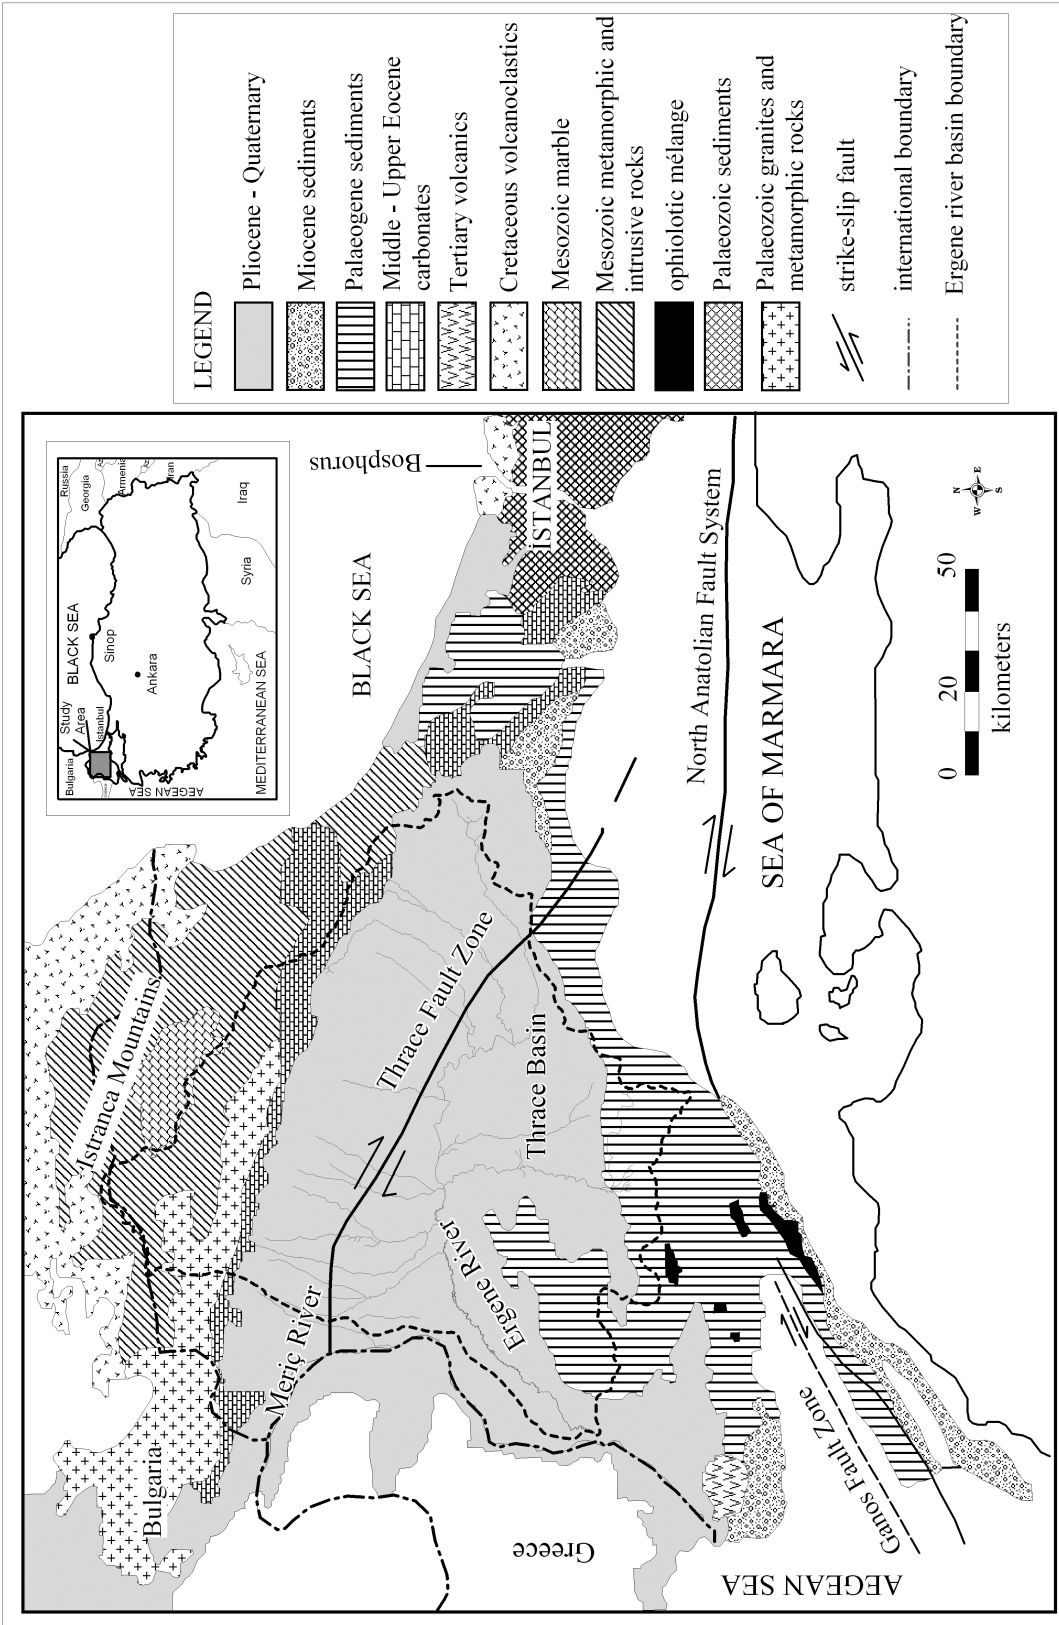 LEGEND
Pliocene - Quaternary
Miocene sediments
Palaeogene sediments
Middle - Upper Eocene
carbonates
Tertiary volcanics
Cretaceous volcanoclastics
Mesozoic marble
Mesozoic metamorphic and
intrusive rocks
ophiolotic mélange
Palaeozoic sediments
Palaeozoic granites and
metamorphic rocks
strike-slip fault
international boundary
Ergene river basin boundary
Bulgaria
Study
Area
BLACK SEA
Russia
Georgia
Az
Armenia
Az
Iran
Istanbul
Sinop
Ankara
AEGEAN SEA
MEDITERRANEAN SEA
Syria
Iraq
BLACK SEA
Bosphorus
İSTANBUL
Istranca Mountains
Bulgaria
Meriç River
Thrace Fault Zone
Ergene River
Thrace Basin
Greece
North Anatolian Fault System
SEA OF MARMARA
Ganos Fault Zone
AEGEAN SEA
0
20
50
kilometers
N
E
S
W